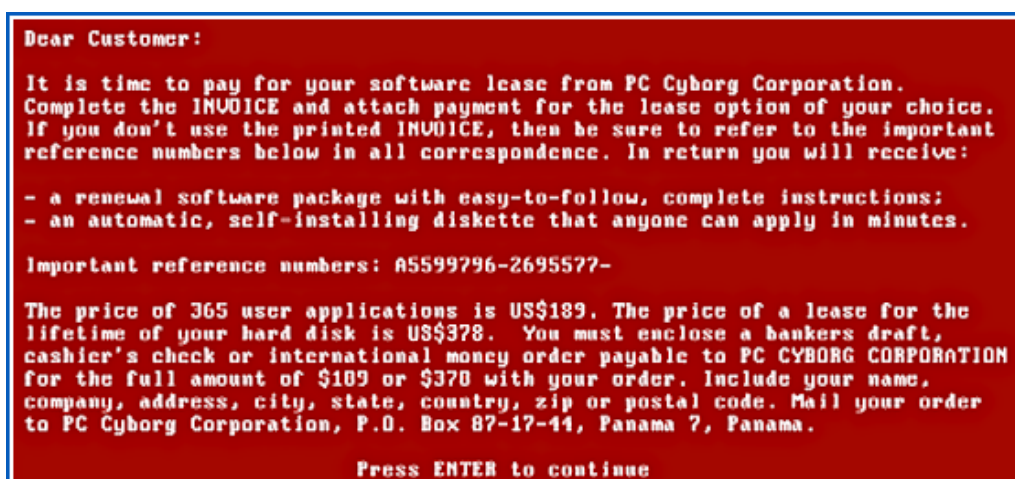 Dear Customer:
It is time to pay for your software lease from PC Cyborg Corporation.
Complete the INVOICE and attach payment for the lease option of your choice.
If you don't use the printed INVOICE, then be sure to refer to the important
reference numbers below in all correspondence. In return you will receive:
- a renewal software package with easy-to-follow, complete instructions;
- an automatic, self-installing diskette that anyone can apply in minutes.
Important reference numbers: A5599796-2695577-
The price of 365 user applications is US$189. The price of a lease for the
lifetime of your hard disk is US$378. You must enclose a bankers draft,
cashier's check or international money order payable to PC CYBORG CORPORATION
for the full amount of $189 or $378 with your order. Include your name,
company, address, city, state, country, zip or postal code. Mail your order
to PC Cyborg Corporation, P.O. Box 87-17-44, Panama 7, Panama.
Press ENTER to continue